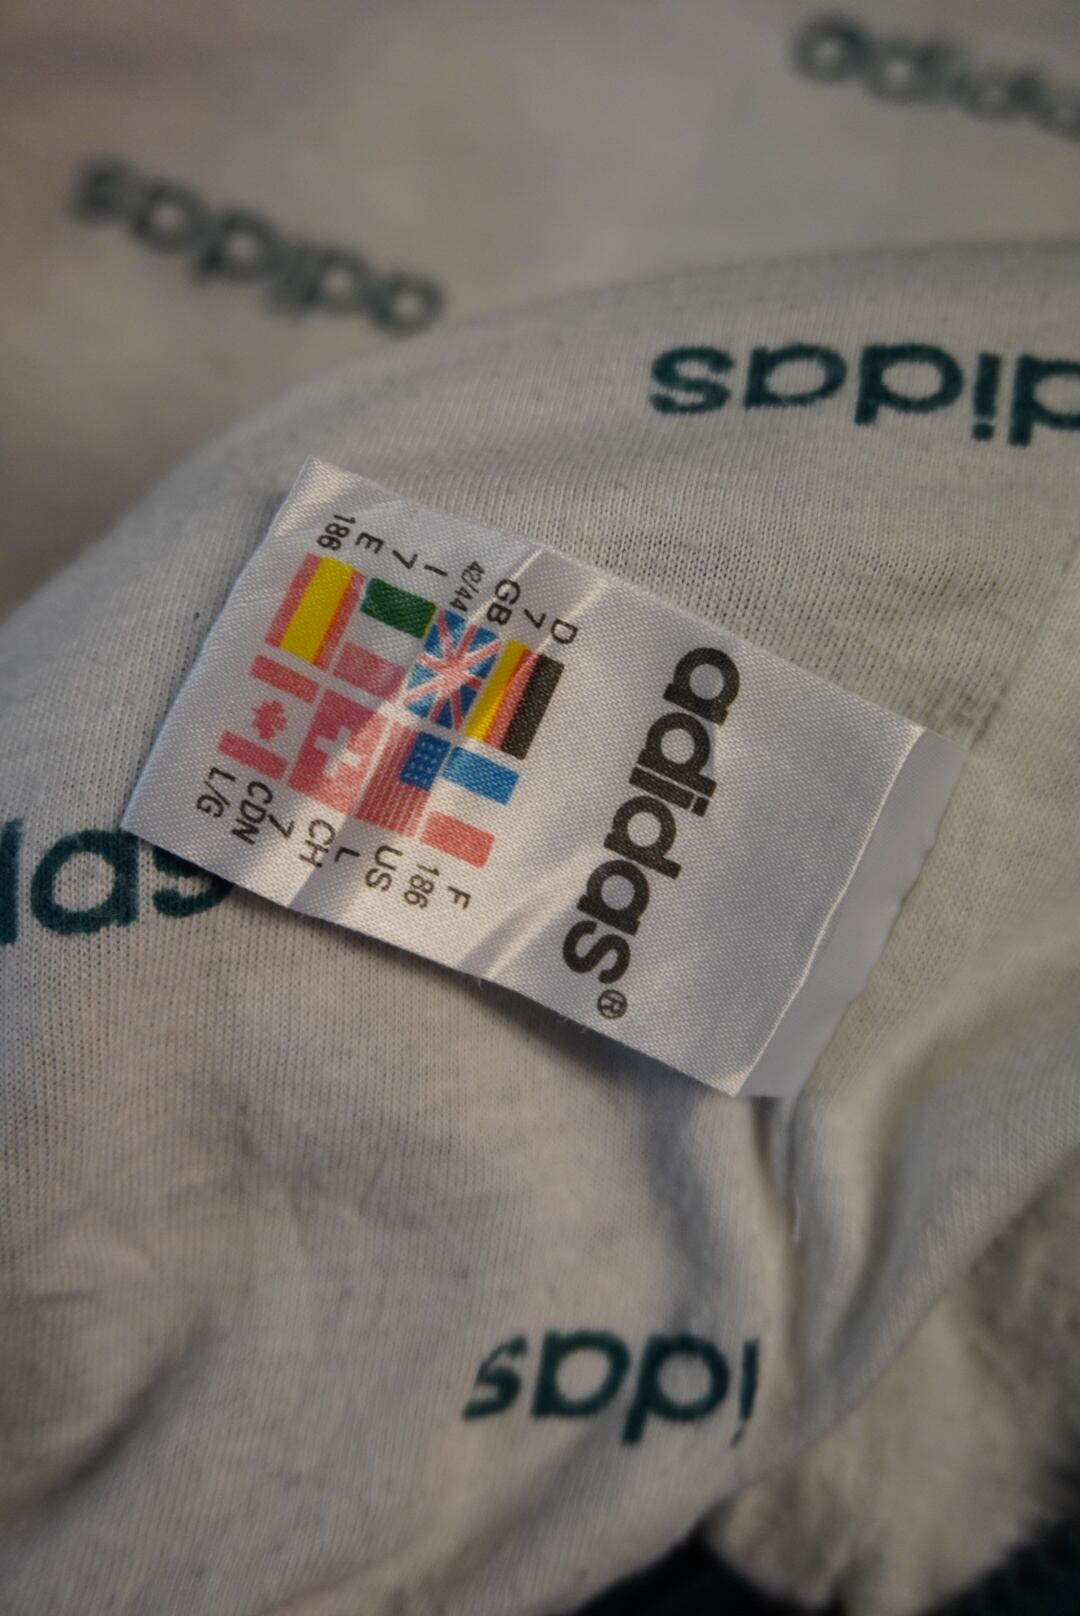 adidas
adidas
adidas
adidas®
D 7
GB 42/44
I 7
E 186
F 186
US L
CH 7
CDN L/G